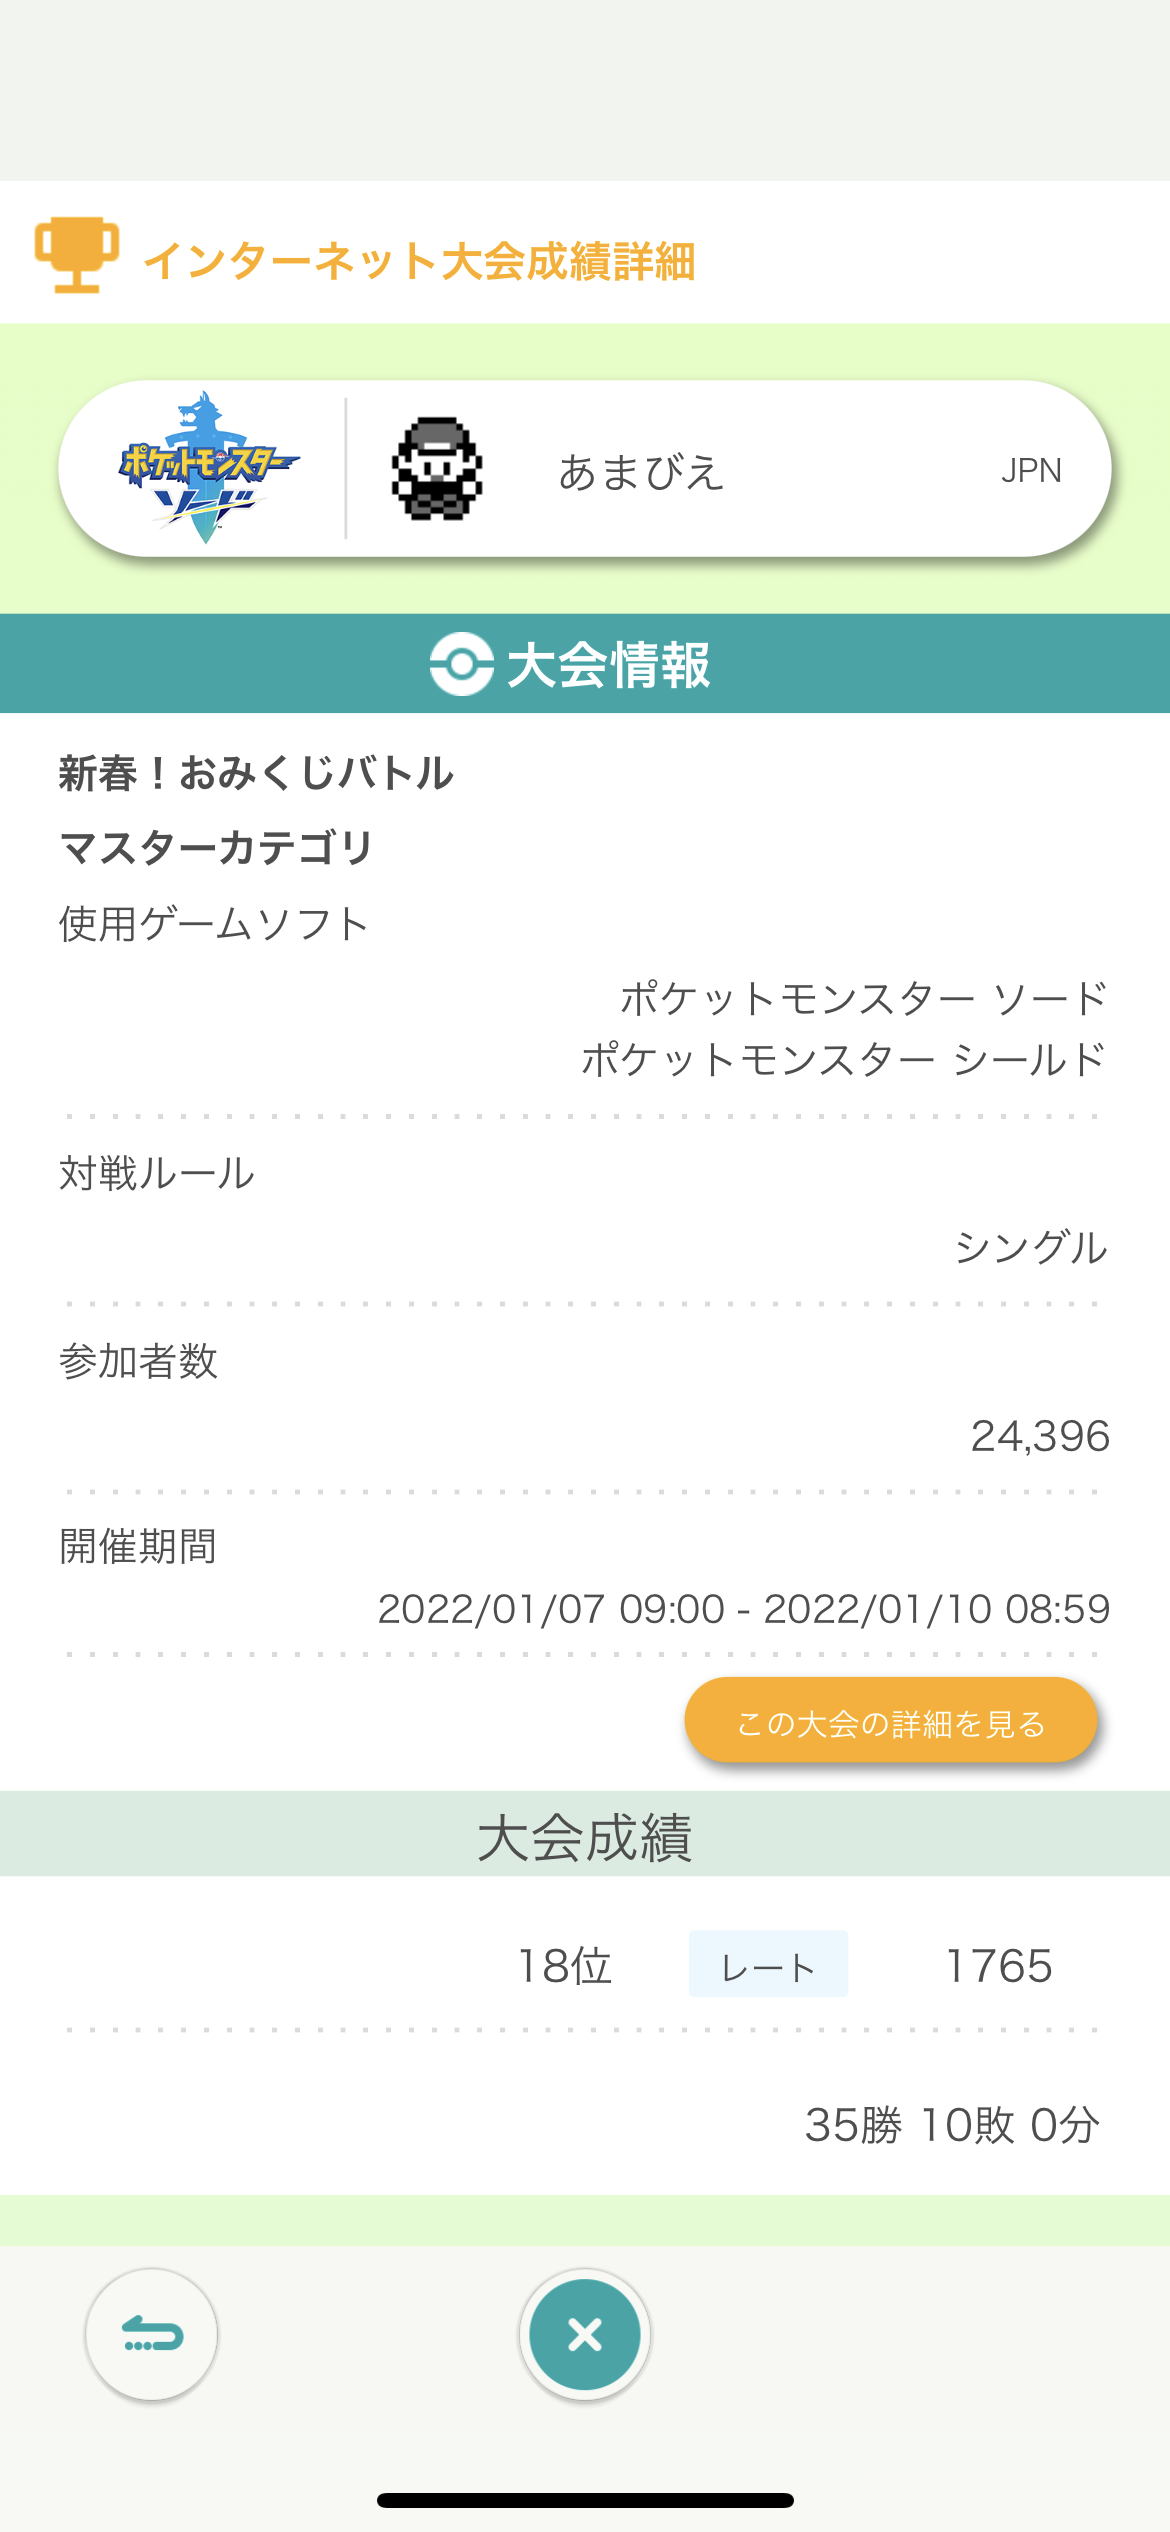 インターネット大会成績詳細
ポケットモンスター
ソード
あまびえ
JPN
大会情報
新春！おみくじバトル
マスターカテゴリ
使用ゲームソフト
ポケットモンスター ソード
ポケットモンスター シールド
対戦ルール
シングル
参加者数
24,396
開催期間
2022/01/07 09:00 - 2022/01/10 08:59
この大会の詳細を見る
大会成績
18位 レート 1765
35勝 10敗 0分